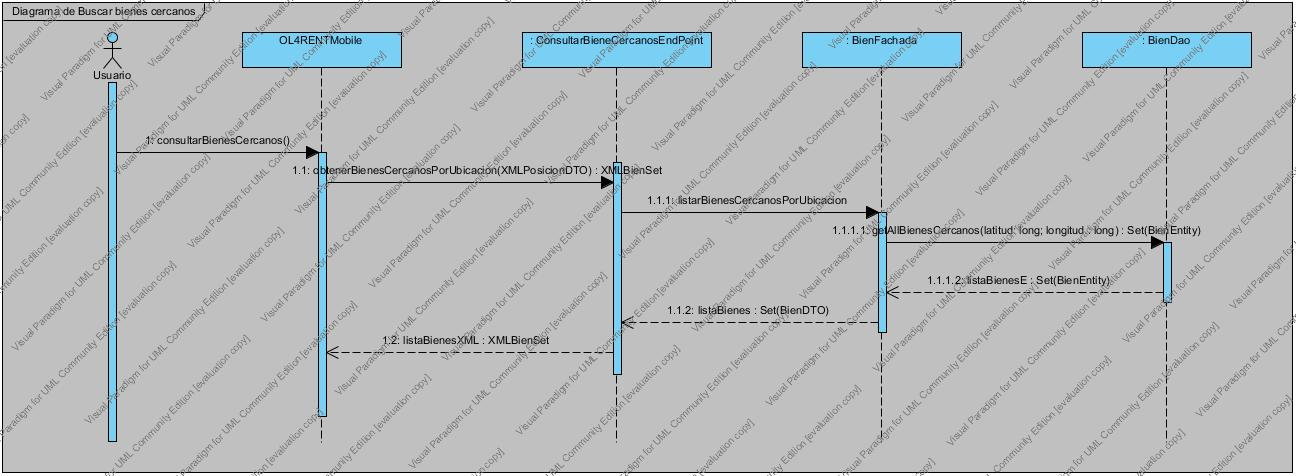 Diagrama de Buscar bienes cercanos
Usuario
OL4RENTMobile
: ConsultarBieneCercanosEndPoint
: BienFachada
: BienDao
1: consultarBienesCercanos()
1.1: obtenerBienesCercanosPorUbicacion(XMLPosicionDTO) : XMLBienSet
1.1.1: listarBienesCercanosPorUbicacion
1.1.1.1: getAllBienesCercanos(latitud: long; longitud : long) : Set(BienEntity)
1.1.1.2: listaBienesE : Set(BienEntity)
1.1.2: listaBienes : Set(BienDTO)
1.2: listaBienesXML : XMLBienSet
Visual Paradigm for UML Community Edition [evaluation copy]